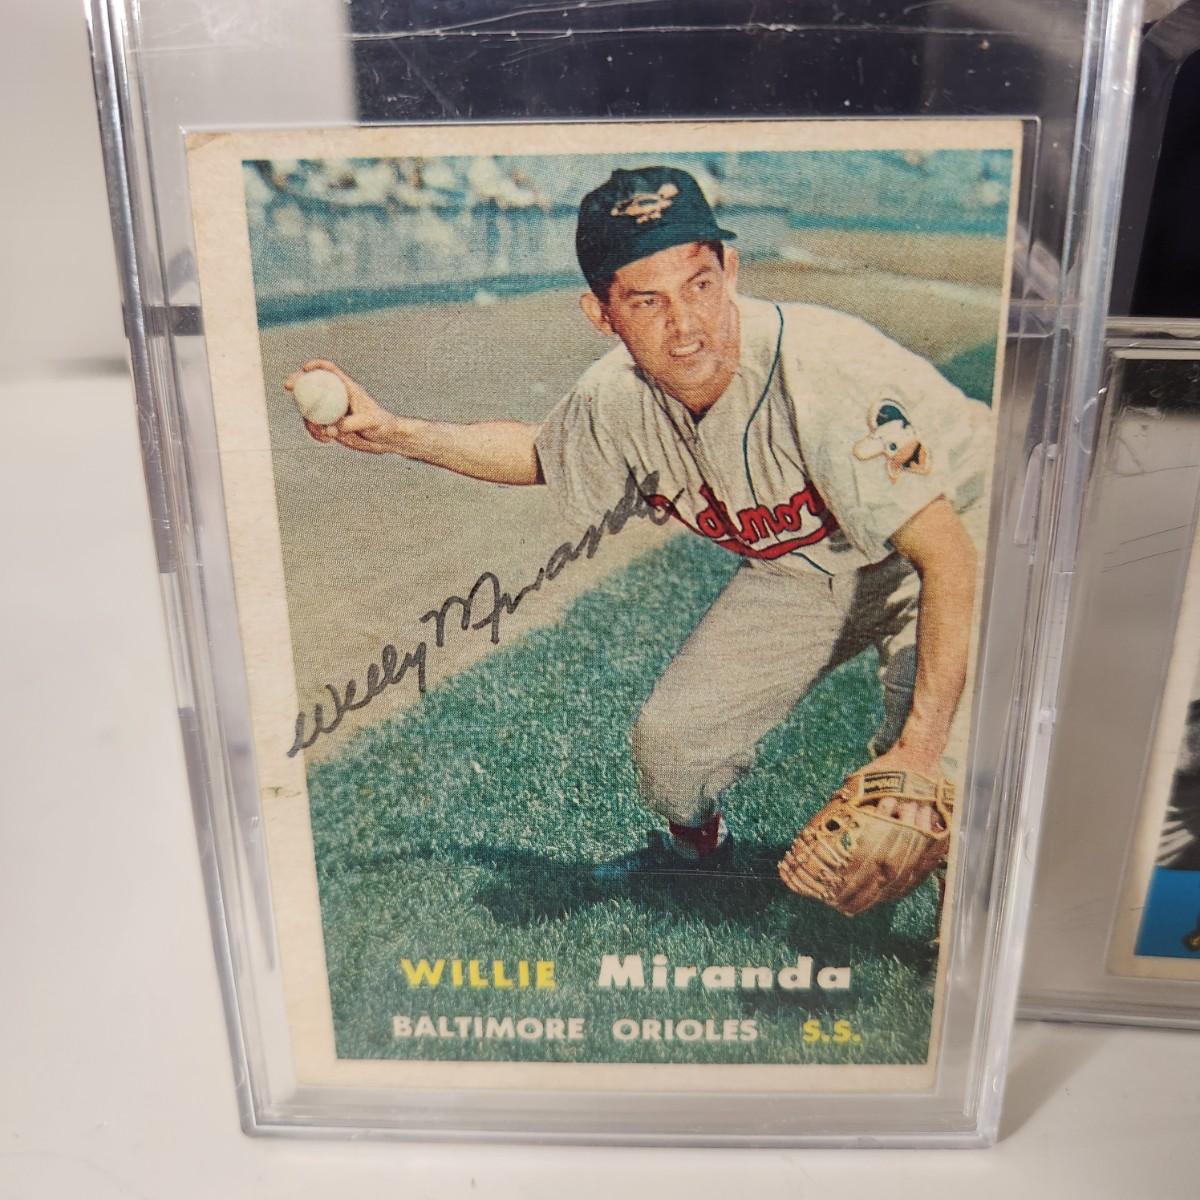 Baltimore
Willy Miranda
WILLIE Miranda
BALTIMORE ORIOLES S.S.